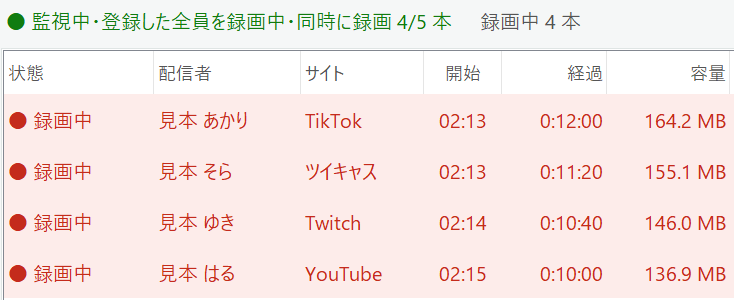 ● 監視中・登録した全員を録画中・同時に録画 4/5 本 録画中 4 本
状態 配信者 サイト 開始 経過 容量
● 録画中 見本 あかり TikTok 02:13 0:12:00 164.2 MB
● 録画中 見本 そら ツイキャス 02:13 0:11:20 155.1 MB
● 録画中 見本 ゆき Twitch 02:14 0:10:40 146.0 MB
● 録画中 見本 はる YouTube 02:15 0:10:00 136.9 MB